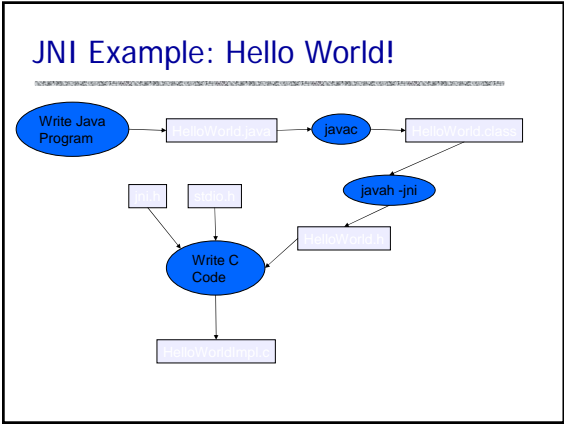 JNI Example: Hello World!
Write Java
Program
HelloWorld.java
javac
HelloWorld.class
javah -jni
jni.h
stdio.h
HelloWorld.h
Write C
Code
HelloWorldImpl.c